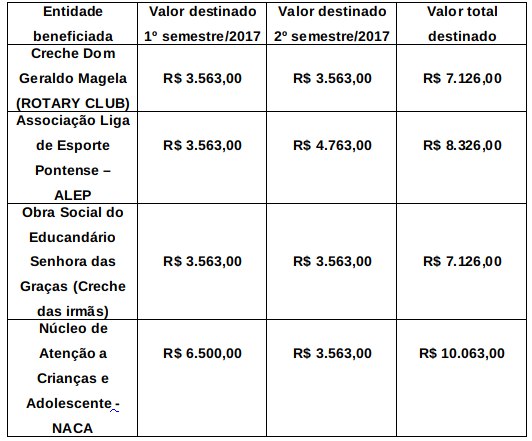 Entidade beneficiada
Valor destinado 1º semestre/2017
Valor destinado 2º semestre/2017
Valor total destinado
Creche Dom
Geraldo Magela
(ROTARY CLUB)
R$ 3.563,00
R$ 3.563,00
R$ 7.126,00
Associação Liga
de Esporte
Pontense –
ALEP
R$ 3.563,00
R$ 4.763,00
R$ 8.326,00
Obra Social do
Educandário
Senhora das
Graças (Creche
das irmãs)
R$ 3.563,00
R$ 3.563,00
R$ 7.126,00
Núcleo de
Atenção a
Crianças e
Adolescente -
NACA
R$ 6.500,00
R$ 3.563,00
R$ 10.063,00